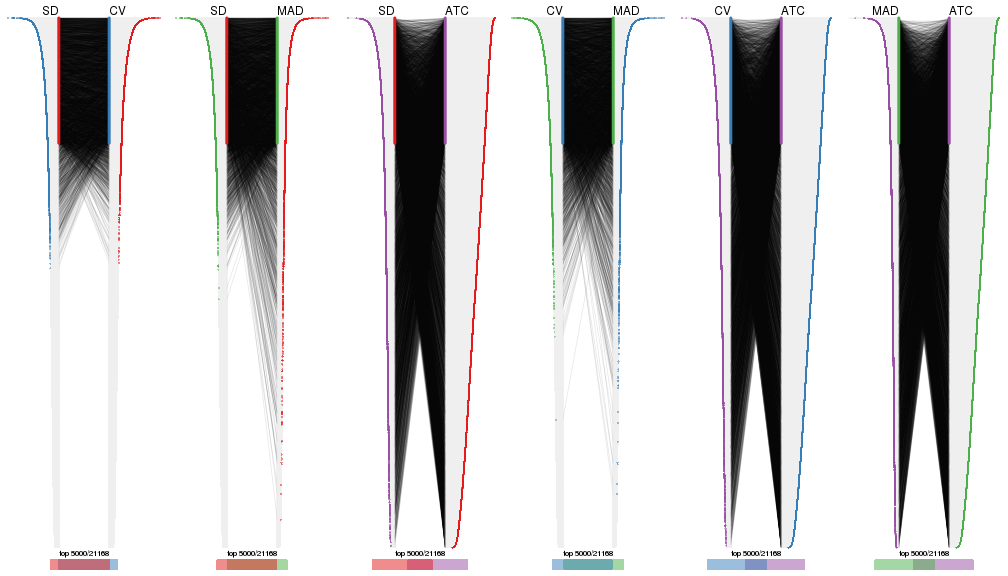 SD CV
SD MAD
SD ATC
CV MAD
CV ATC
MAD ATC
top 5000/21168
top 5000/21168
top 5000/21168
top 5000/21168
top 5000/21168
top 5000/21168